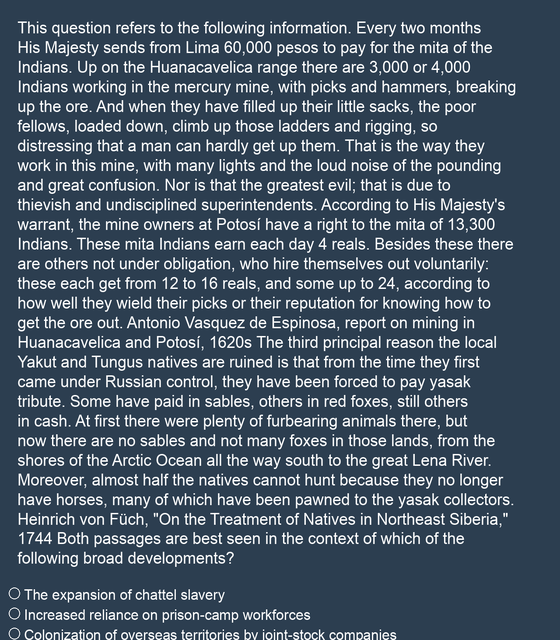 This question refers to the following information. Every two months
His Majesty sends from Lima 60,000 pesos to pay for the mita of the
Indians. Up on the Huanacavelica range there are 3,000 or 4,000
Indians working in the mercury mine, with picks and hammers, breaking
up the ore. And when they have filled up their little sacks, the poor
fellows, loaded down, climb up those ladders and rigging, so
distressing that a man can hardly get up them. That is the way they
work in this mine, with many lights and the loud noise of the pounding
and great confusion. Nor is that the greatest evil; that is due to
thievish and undisciplined superintendents. According to His Majesty's
warrant, the mine owners at Potosí have a right to the mita of 13,300
Indians. These mita Indians earn each day 4 reals. Besides these there
are others not under obligation, who hire themselves out voluntarily:
these each get from 12 to 16 reals, and some up to 24, according to
how well they wield their picks or their reputation for knowing how to
get the ore out. Antonio Vasquez de Espinosa, report on mining in
Huanacavelica and Potosí, 1620s The third principal reason the local
Yakut and Tungus natives are ruined is that from the time they first
came under Russian control, they have been forced to pay yasak
tribute. Some have paid in sables, others in red foxes, still others
in cash. At first there were plenty of furbearing animals there, but
now there are no sables and not many foxes in those lands, from the
shores of the Arctic Ocean all the way south to the great Lena River.
Moreover, almost half the natives cannot hunt because they no longer
have horses, many of which have been pawned to the yasak collectors.
Heinrich von Füch, "On the Treatment of Natives in Northeast Siberia,"
1744 Both passages are best seen in the context of which of the
following broad developments?
The expansion of chattel slavery
Increased reliance on prison-camp workforces
Colonization of overseas territories by joint-stock companies